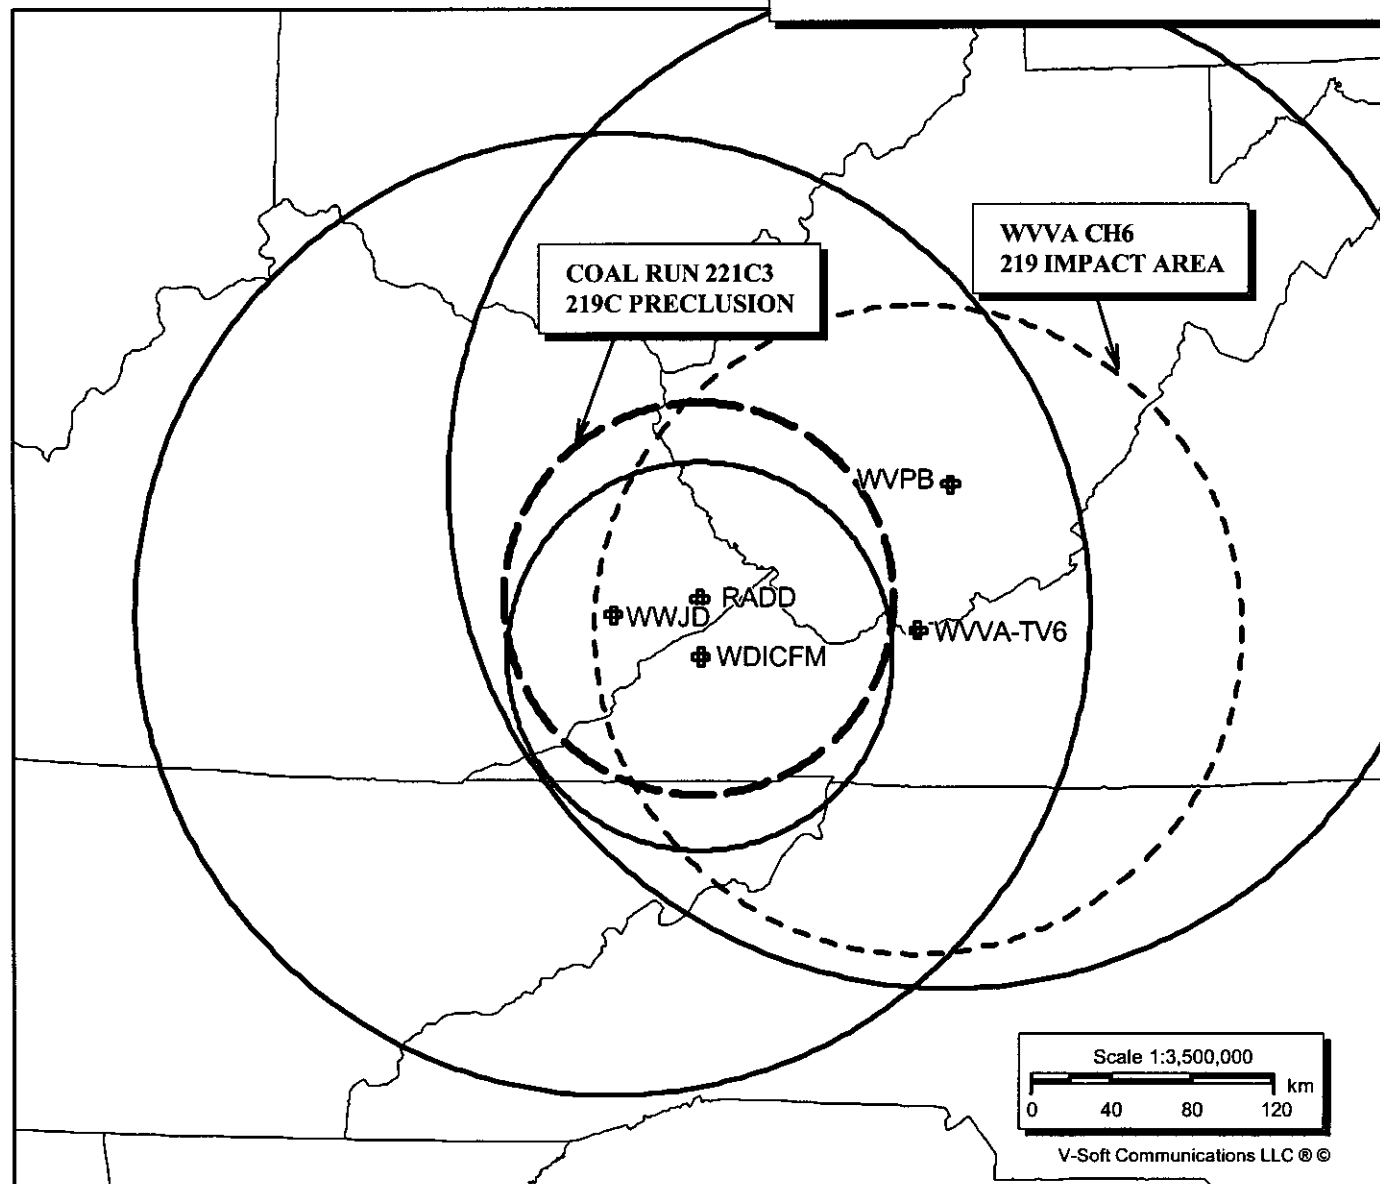 WVVA CH6
219 IMPACT AREA
COAL RUN 221C3
219C PRECLUSION
WVPB
RADD
WWJD
WVVA-TV6
WDICFM
Scale 1:3,500,000
km
0 40 80 120
V-Soft Communications LLC ® ©